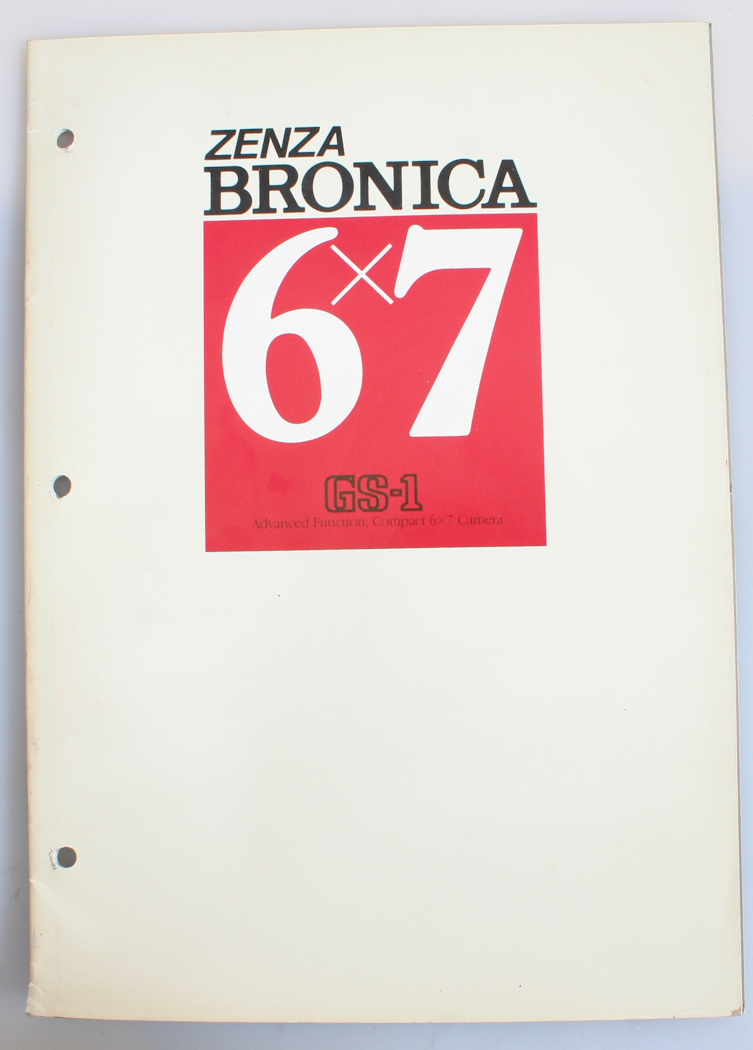 ZENZA
BRONICA
6×7
GS-1
Advanced Function, Compact 6×7 Camera